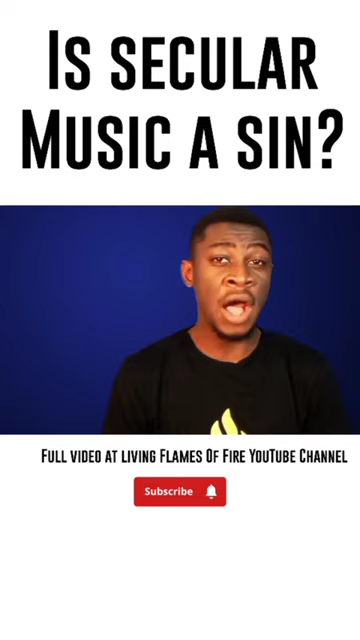 Is secular
Music a sin?
Full video at living Flames Of Fire YouTube Channel
Subscribe